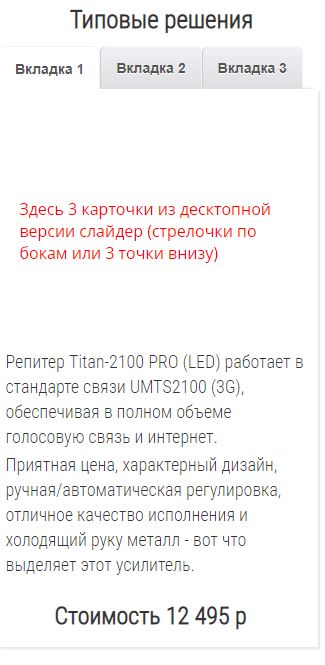 Типовые решения
Вкладка 1
Вкладка 2
Вкладка 3
Здесь 3 карточки из десктопной
версии слайдер (стрелочки по
бокам или 3 точки внизу)
Репитер Titan-2100 PRO (LED) работает в
стандарте связи UMTS2100 (3G),
обеспечивая в полном объеме
голосовую связь и интернет.
Приятная цена, характерный дизайн,
ручная/автоматическая регулировка,
отличное качество исполнения и
холодящий руку металл - вот что
выделяет этот усилитель.
Стоимость 12 495 р